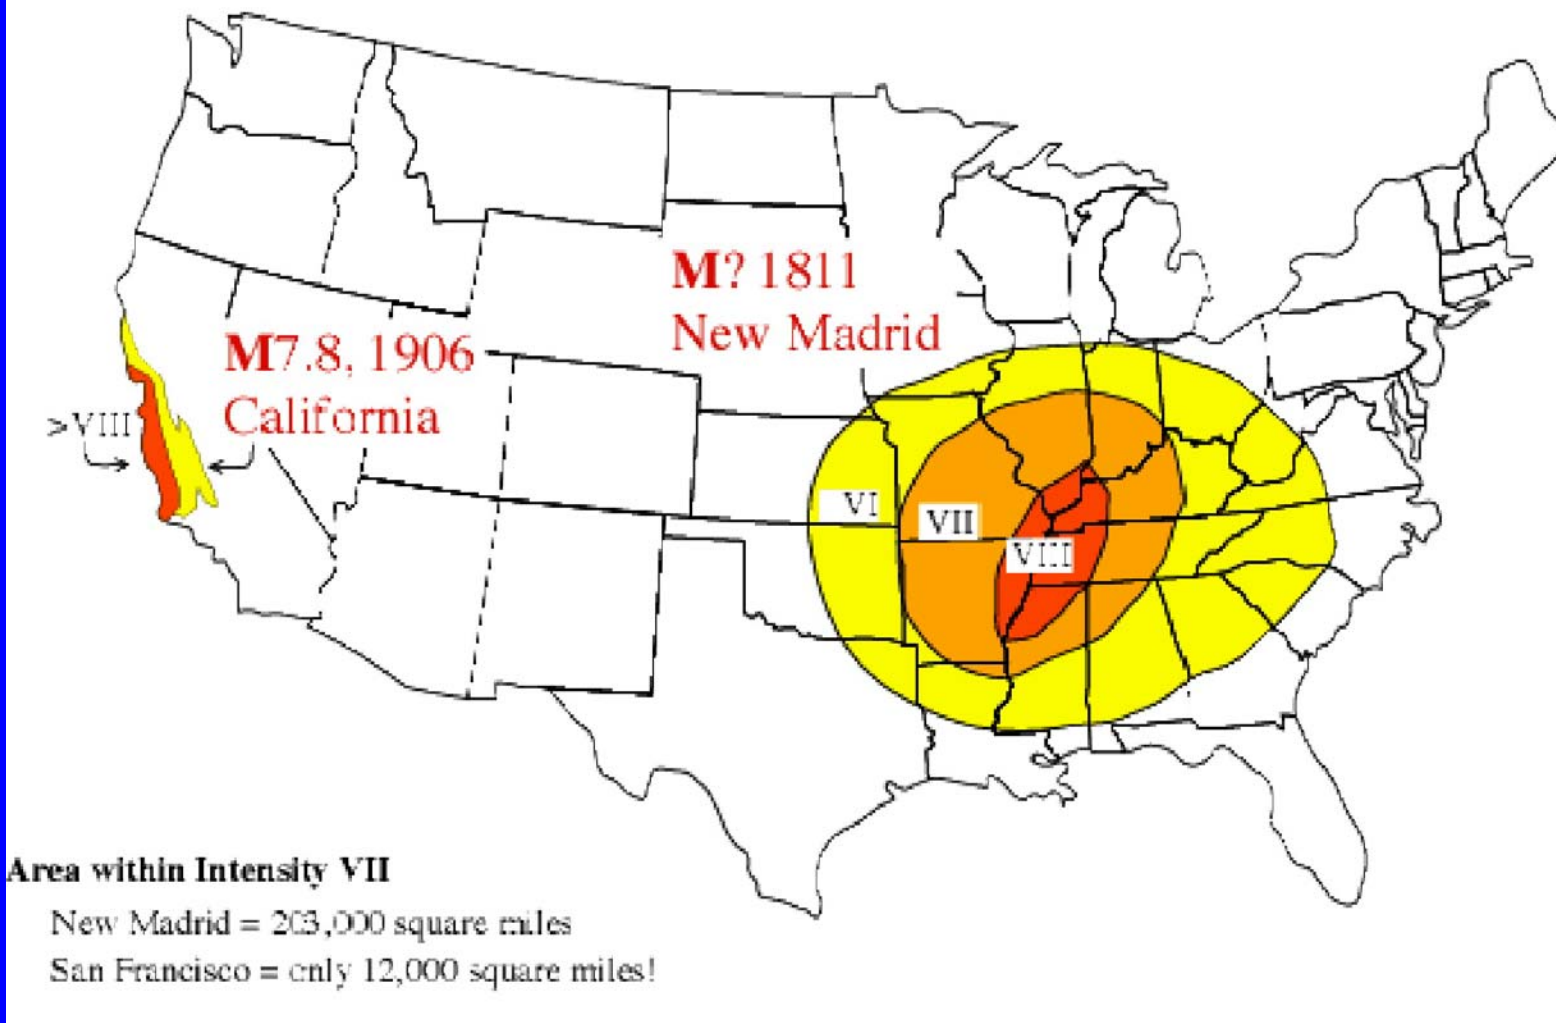 M? 1811
New Madrid
M7.8, 1906
California
>VIII
VI
VII
VIII
Area within Intensity VII
New Madrid = 203,000 square miles
San Francisco = only 12,000 square miles!